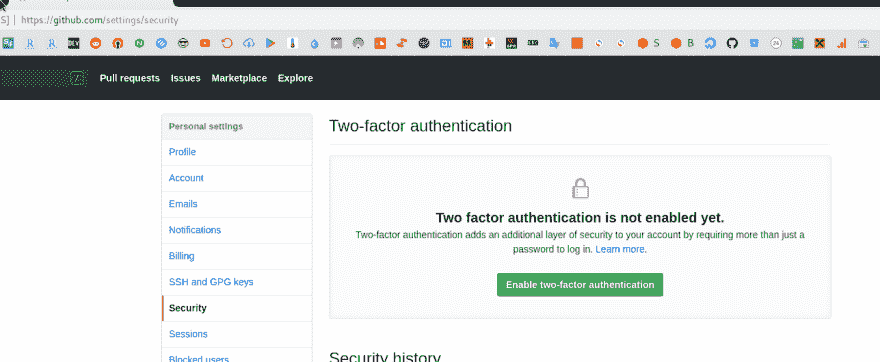 S] | https://github.com/settings/security
DEV
S
B
Pull requests Issues Marketplace Explore
Personal settings
Profile
Account
Emails
Notifications
Billing
SSH and GPG keys
Security
Sessions
Blocked users
Two-factor authentication
Two factor authentication is not enabled yet.
Two-factor authentication adds an additional layer of security to your account by requiring more than just a
password to log in. Learn more.
Enable two-factor authentication
Security history